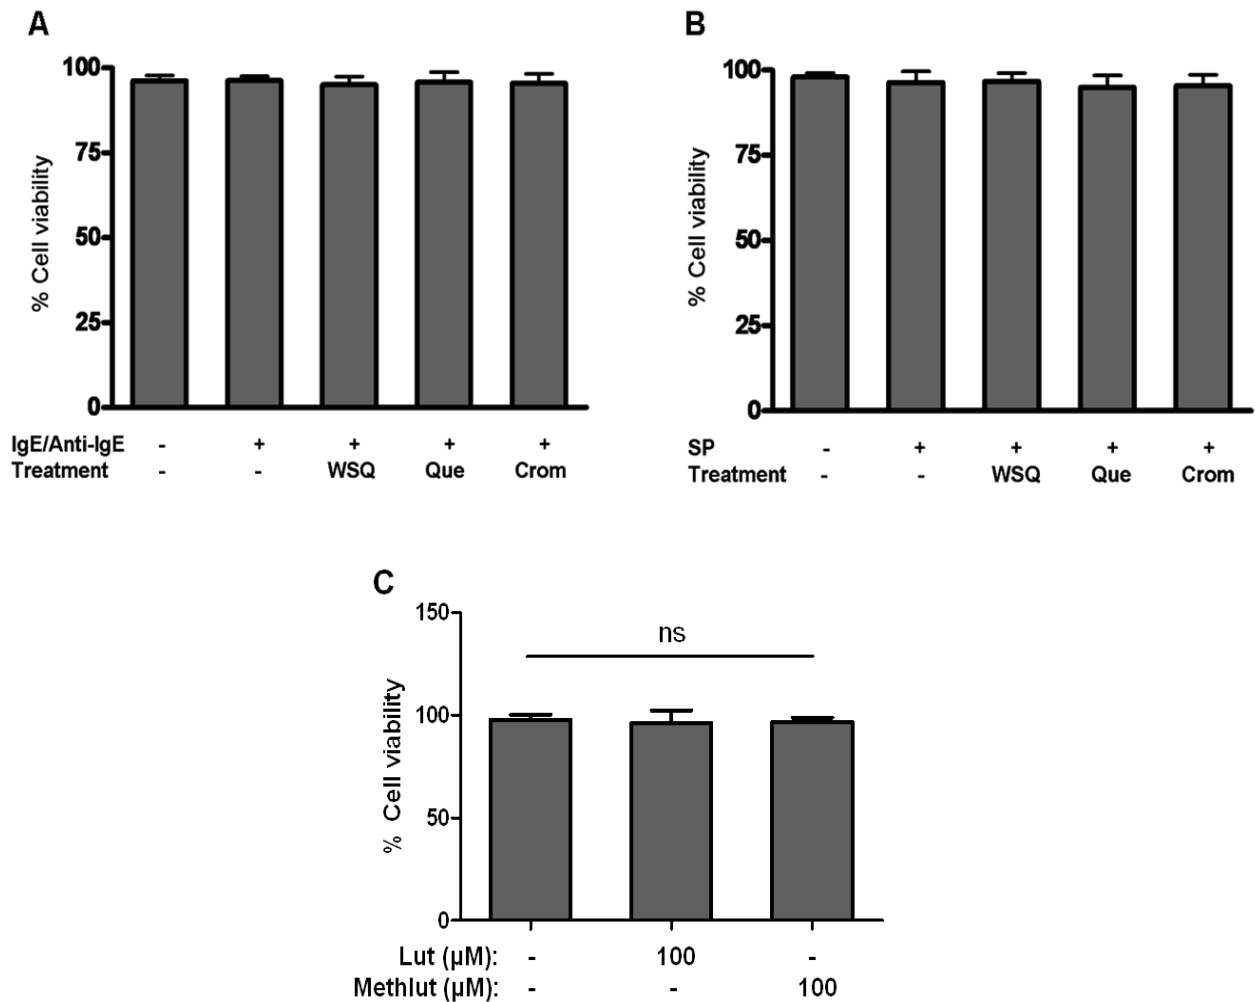 A
% Cell viability
100
75
50
25
0
IgE/Anti-IgE - + + + +
Treatment - - WSQ Que Crom
B
% Cell viability
100
75
50
25
0
SP - + + + +
Treatment - - WSQ Que Crom
C
% Cell viability
150
100
50
0
ns
Lut (μM): - 100 -
Methlut (μM): - - 100